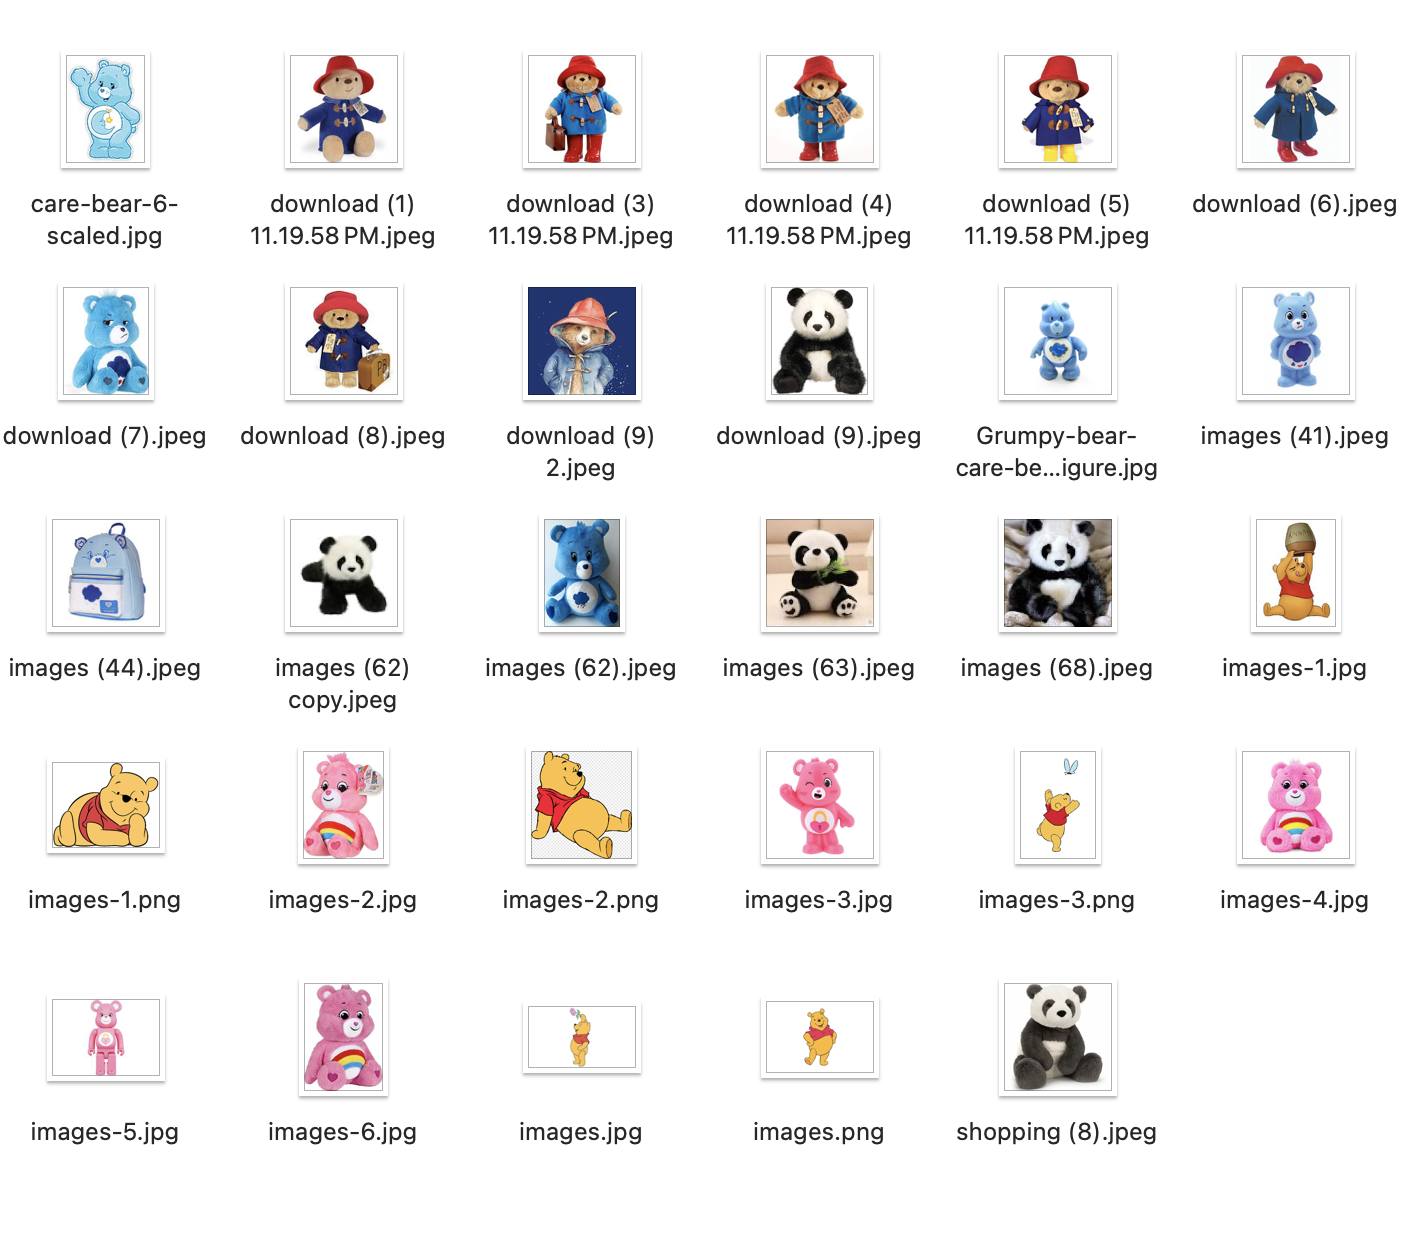 care-bear-6-
scaled.jpg
download (1)
11.19.58 PM.jpeg
download (3)
11.19.58 PM.jpeg
download (4)
11.19.58 PM.jpeg
download (5)
11.19.58 PM.jpeg
download (6).jpeg
download (7).jpeg
download (8).jpeg
download (9)
2.jpeg
download (9).jpeg
Grumpy-bear-
care-be...igure.jpg
images (41).jpeg
images (44).jpeg
images (62)
copy.jpeg
images (62).jpeg
images (63).jpeg
images (68).jpeg
images-1.jpg
images-1.png
images-2.jpg
images-2.png
images-3.jpg
images-3.png
images-4.jpg
images-5.jpg
images-6.jpg
images.jpg
images.png
shopping (8).jpeg